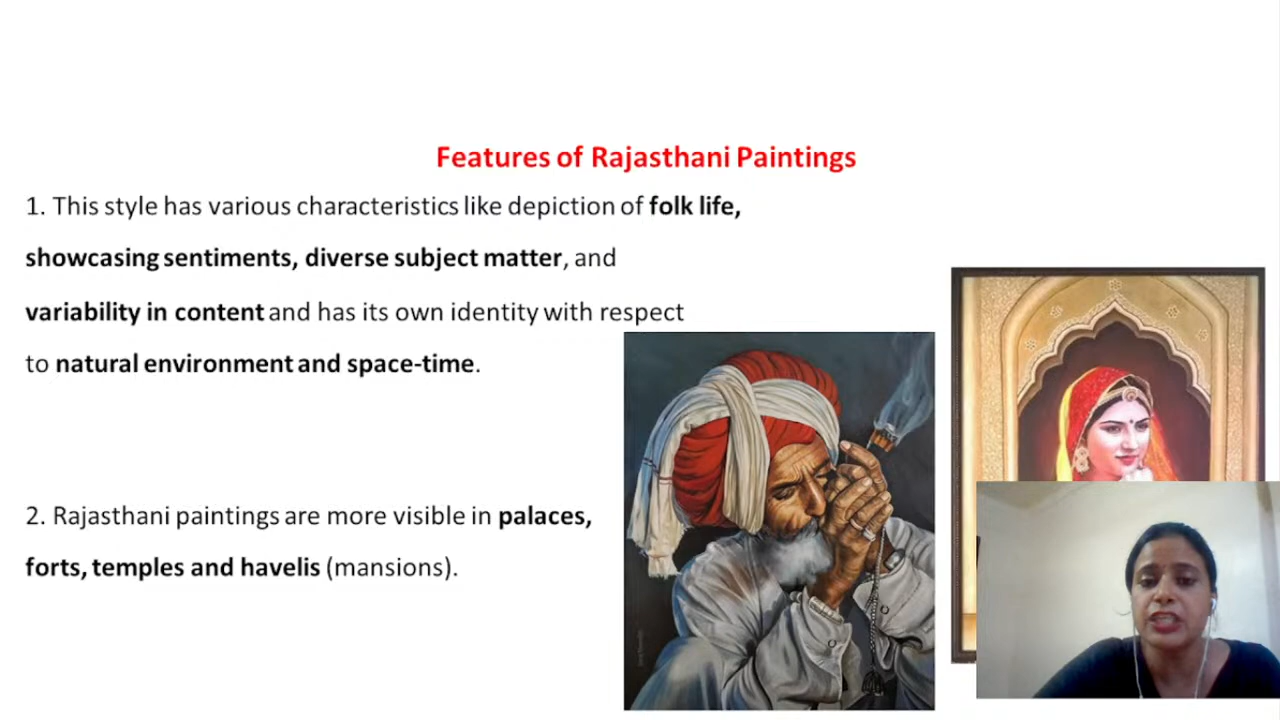 Features of Rajasthani Paintings
1. This style has various characteristics like depiction of folk life,
showcasing sentiments, diverse subject matter, and
variability in content and has its own identity with respect
to natural environment and space-time.
2. Rajasthani paintings are more visible in palaces,
forts, temples and havelis (mansions).